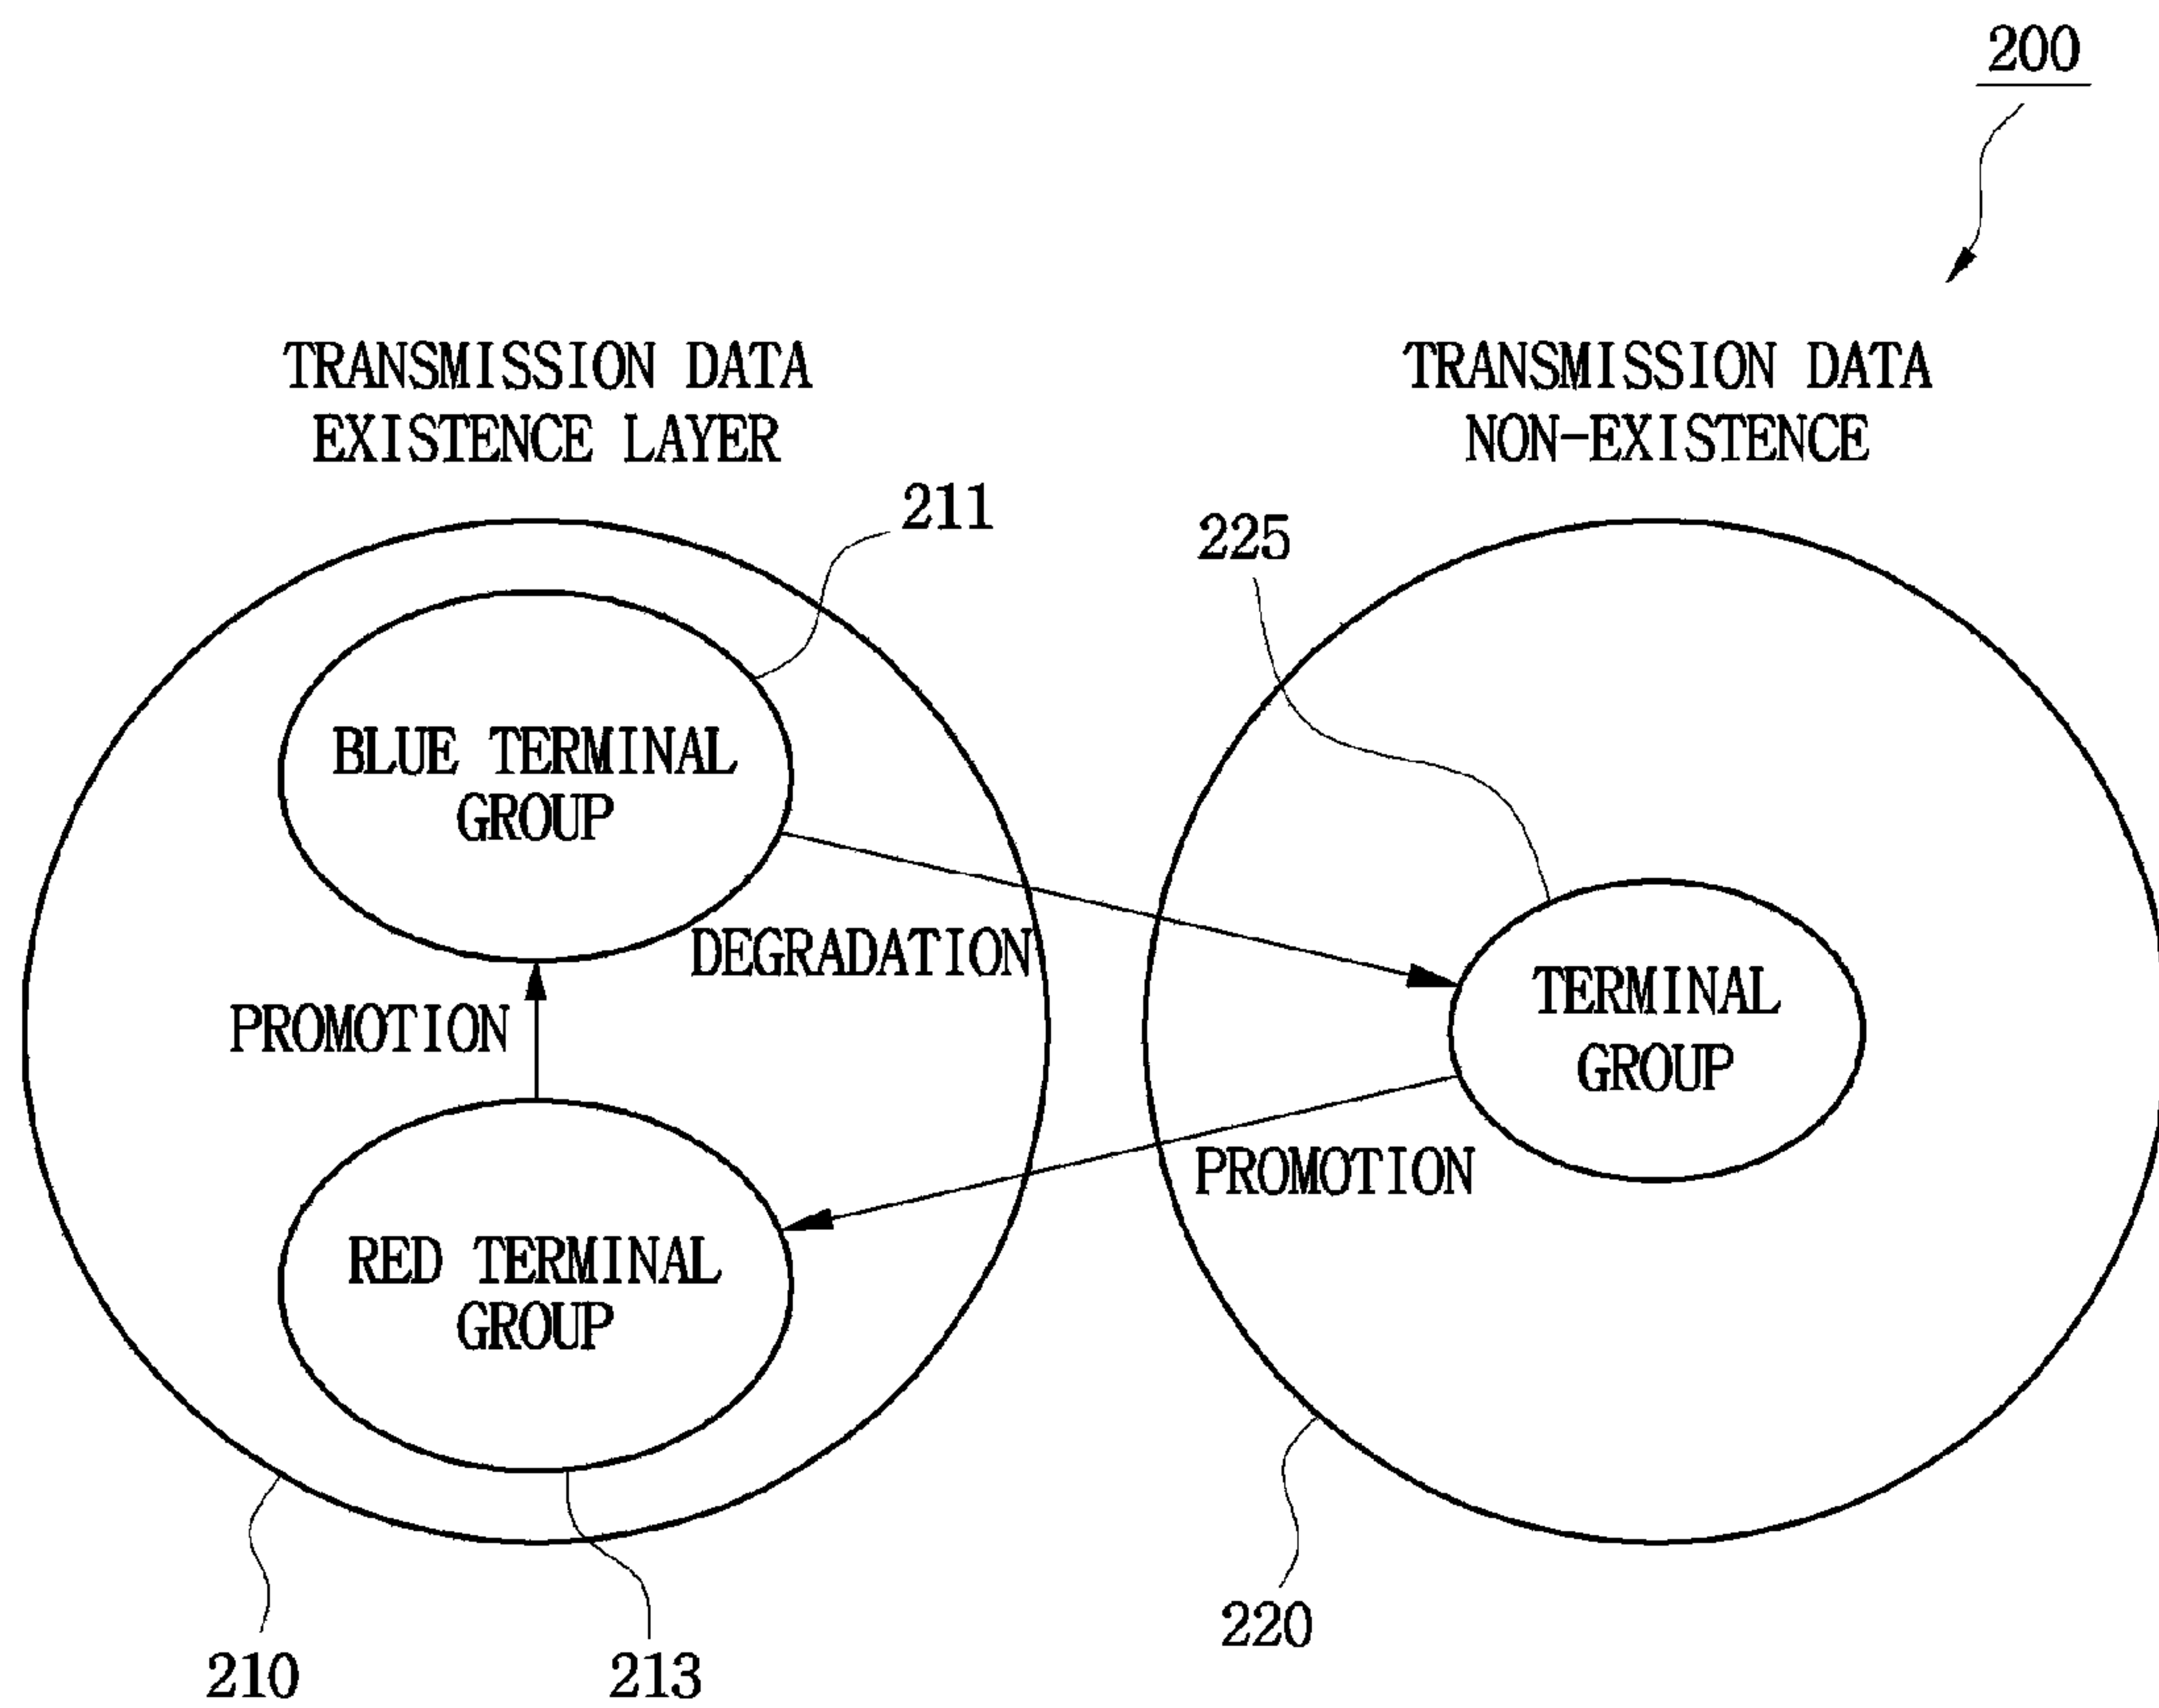 200
TRANSMISSION DATA
EXISTENCE LAYER
TRANSMISSION DATA
NON-EXISTENCE
211
225
BLUE TERMINAL
GROUP
DEGRADATION
TERMINAL
GROUP
PROMOTION
PROMOTION
RED TERMINAL
GROUP
210
213
220